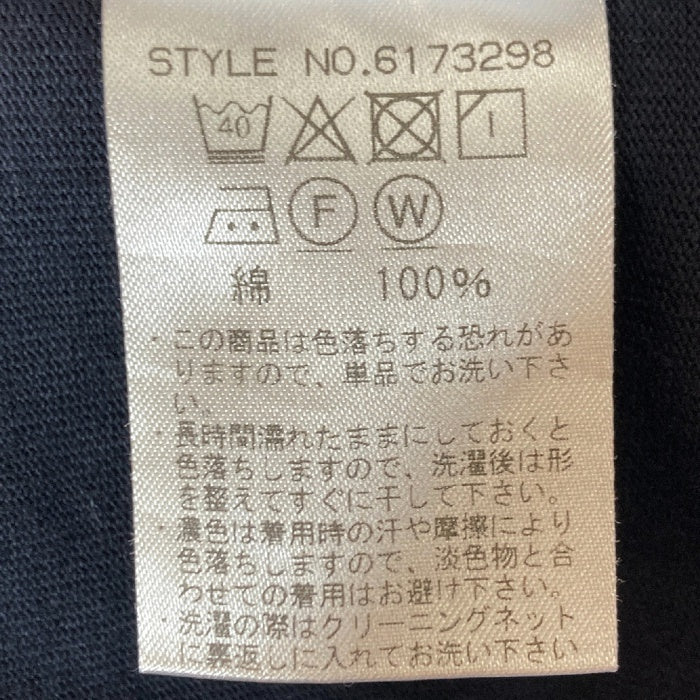 STYLE NO.6173298
40
F W
綿 100%
・この商品は色落ちする恐れがあ
りますので、単品でお洗い下さ
い。
・長時間濡れたままにしておくと
色落ちしますので、洗濯後は形
を整えてすぐに干して下さい。
・濃色は着用時の汗や摩擦により
色落ちしますので、淡色物と合
わせての着用はお避け下さい。
・洗濯の際はクリーニングネット
に裏返しに入れてお洗い下さい